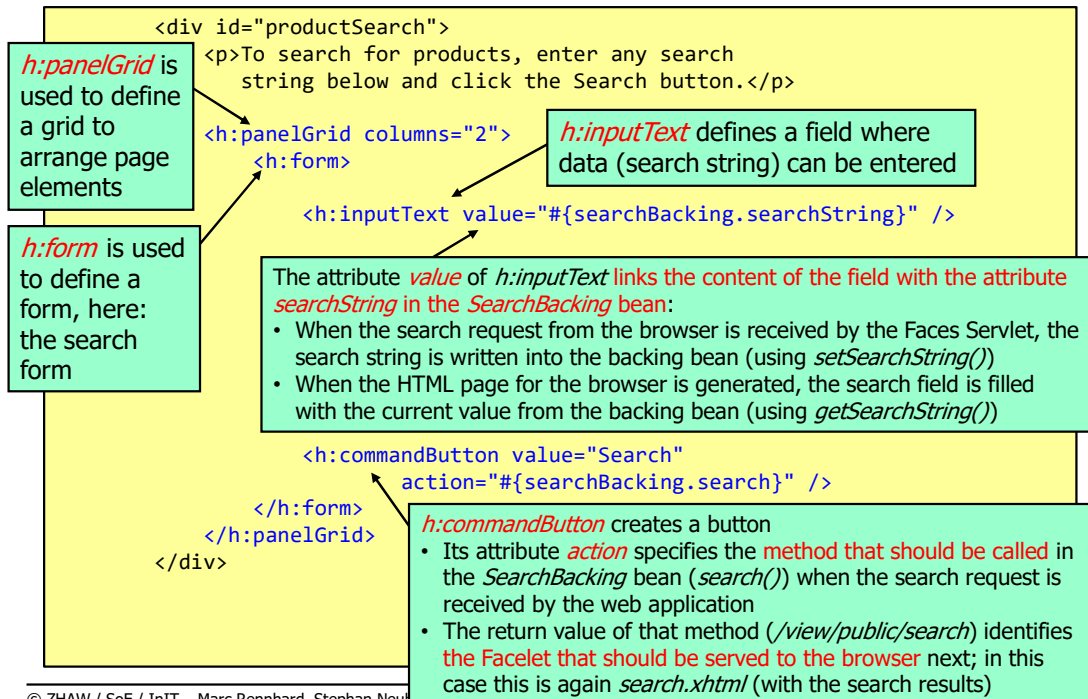 <div id="productSearch">
<p>To search for products, enter any search
string below and click the Search button.</p>
h:panelGrid is
used to define
a grid to
arrange page
elements
<h:panelGrid columns="2">
<h:form>
h:inputText defines a field where
data (search string) can be entered
<h:inputText value="#{searchBacking.searchString}" />
h:form is used
to define a
form, here:
the search
form
The attribute value of h:inputText links the content of the field with the attribute
searchString in the SearchBacking bean:
• When the search request from the browser is received by the Faces Servlet, the
search string is written into the backing bean (using setSearchString())
• When the HTML page for the browser is generated, the search field is filled
with the current value from the backing bean (using getSearchString())
<h:commandButton value="Search"
action="#{searchBacking.search}" />
</h:form>
</h:panelGrid>
</div>
h:commandButton creates a button
• Its attribute action specifies the method that should be called in
the SearchBacking bean (search()) when the search request is
received by the web application
• The return value of that method (/view/public/search) identifies
the Facelet that should be served to the browser next; in this
case this is again search.xhtml (with the search results)
© ZHAW / SoE / InIT – Marc Rennhard, Stephan